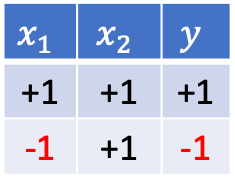 x₁ x₂ y
+1 +1 +1
-1 +1 -1